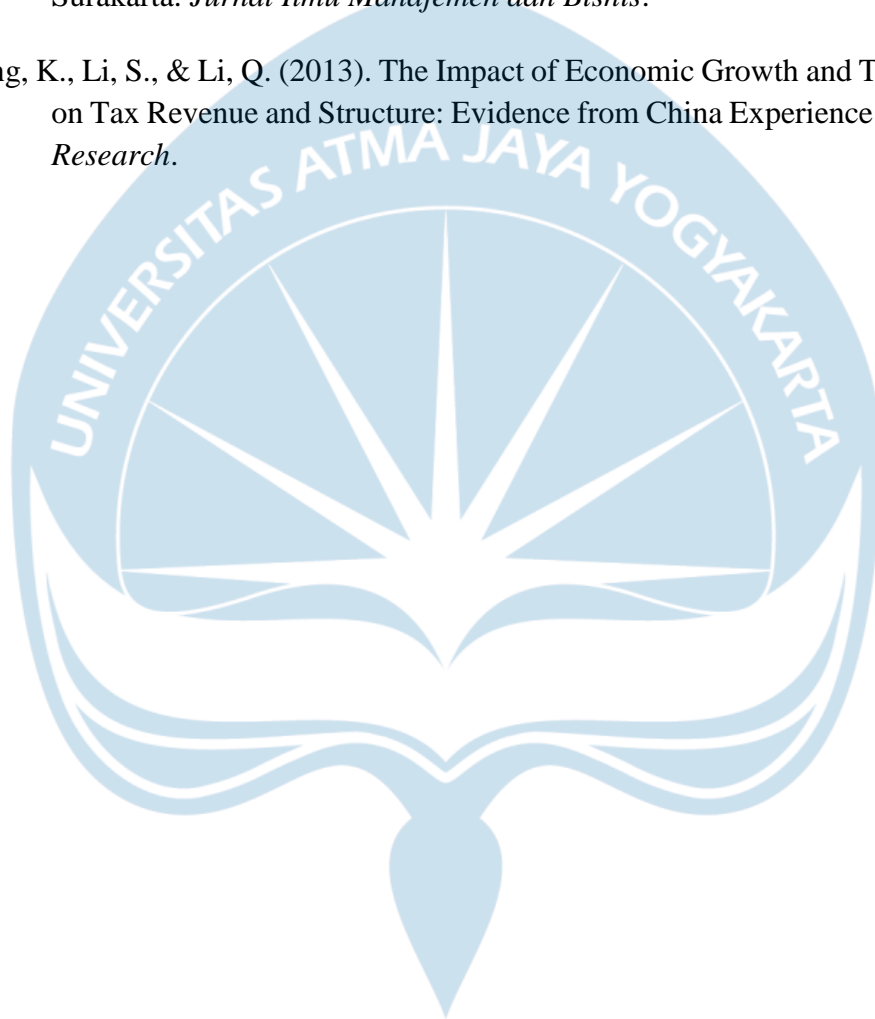 Surakarta. Jurnal Ilmu Manajemen dan Bisnis.
ng, K., Li, S., & Li, Q. (2013). The Impact of Economic Growth and T
on Tax Revenue and Structure: Evidence from China Experience
Research.
UNIVERSITAS ATMA JAYA YOGYAKARTA